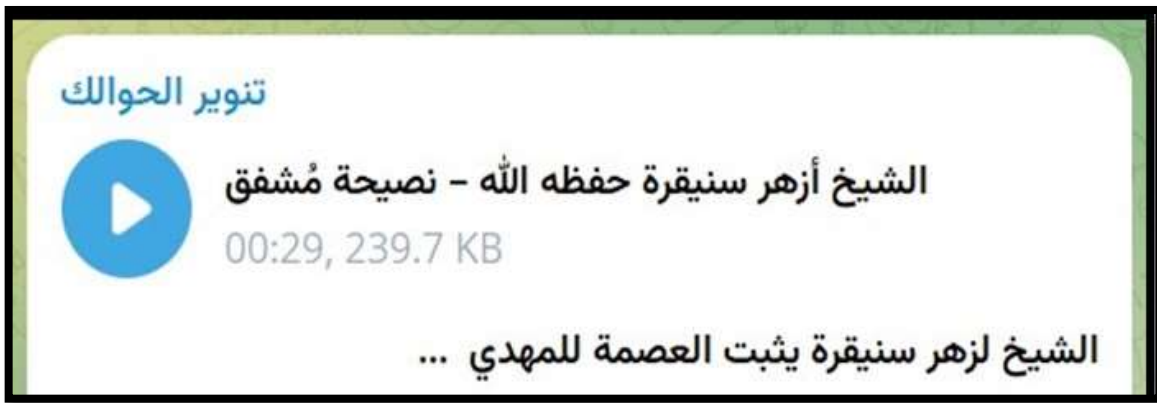 تنوير الحوالك
الشيخ أزهر سنيقرة حفظه الله – نصيحة مُشفق
00:29, 239.7 KB
الشيخ لزهر سنيقرة يثبت العصمة للمهدي ...